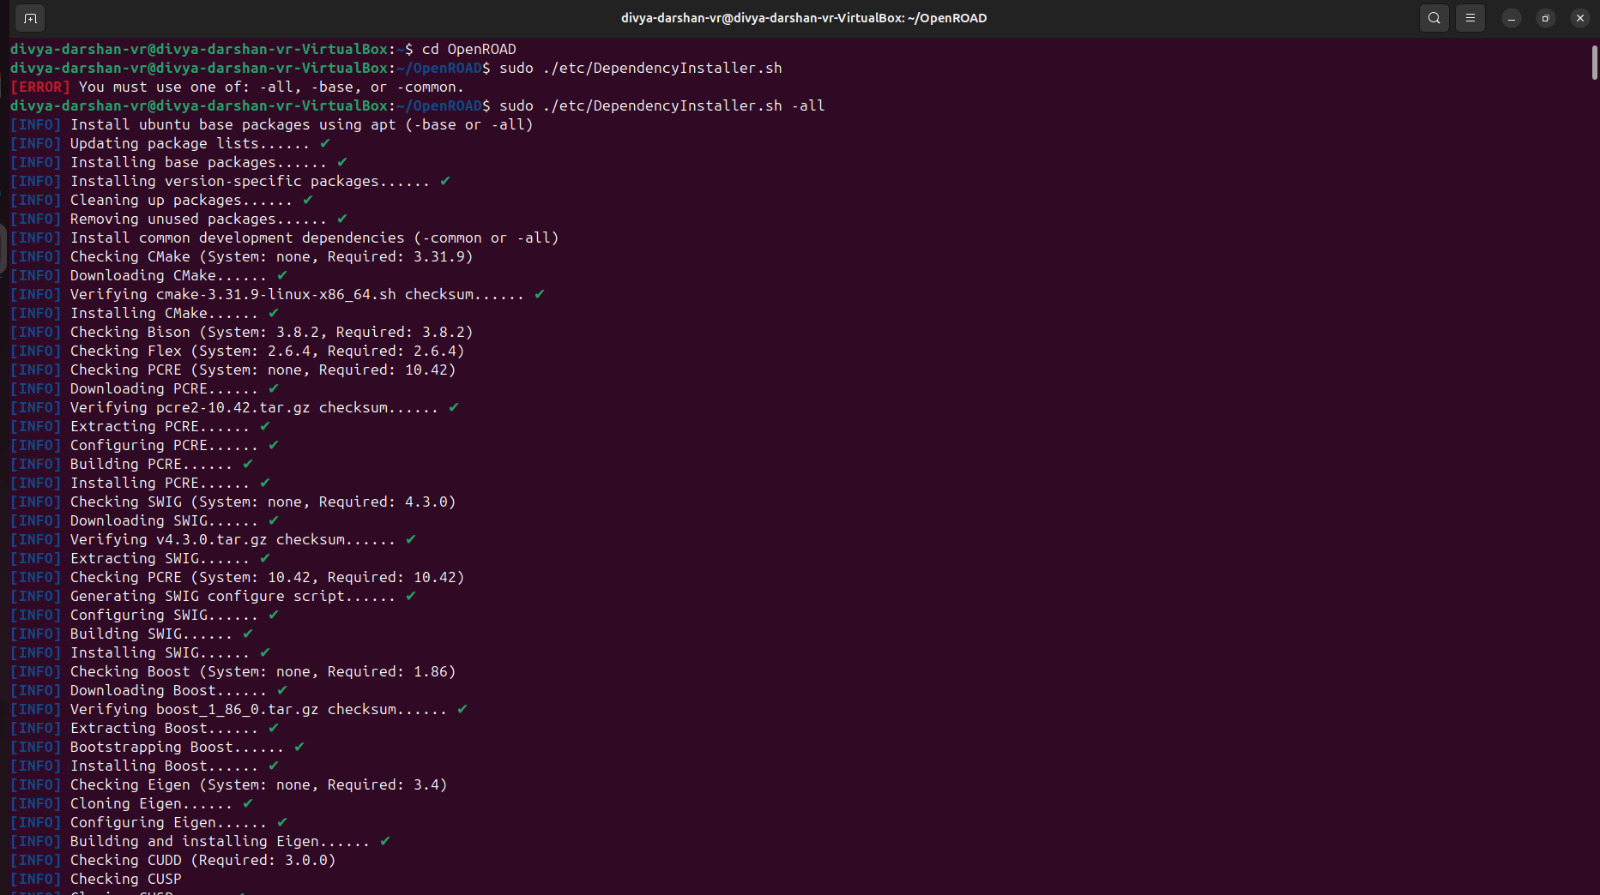 divya-darshan-vr@divya-darshan-vr-VirtualBox: ~/OpenROAD
divya-darshan-vr@divya-darshan-vr-VirtualBox:~$ cd OpenROAD
divya-darshan-vr@divya-darshan-vr-VirtualBox:~/OpenROAD$ sudo ./etc/DependencyInstaller.sh
[ERROR] You must use one of: -all, -base, or -common.
divya-darshan-vr@divya-darshan-vr-VirtualBox:~/OpenROAD$ sudo ./etc/DependencyInstaller.sh -all
[INFO] Install ubuntu base packages using apt (-base or -all)
[INFO] Updating package lists...... ✔
[INFO] Installing base packages...... ✔
[INFO] Installing version-specific packages...... ✔
[INFO] Cleaning up packages...... ✔
[INFO] Removing unused packages...... ✔
[INFO] Install common development dependencies (-common or -all)
[INFO] Checking CMake (System: none, Required: 3.31.9)
[INFO] Downloading CMake...... ✔
[INFO] Verifying cmake-3.31.9-linux-x86_64.sh checksum...... ✔
[INFO] Installing CMake...... ✔
[INFO] Checking Bison (System: 3.8.2, Required: 3.8.2)
[INFO] Checking Flex (System: 2.6.4, Required: 2.6.4)
[INFO] Checking PCRE (System: none, Required: 10.42)
[INFO] Downloading PCRE...... ✔
[INFO] Verifying pcre2-10.42.tar.gz checksum...... ✔
[INFO] Extracting PCRE...... ✔
[INFO] Configuring PCRE...... ✔
[INFO] Building PCRE...... ✔
[INFO] Installing PCRE...... ✔
[INFO] Checking SWIG (System: none, Required: 4.3.0)
[INFO] Downloading SWIG...... ✔
[INFO] Verifying v4.3.0.tar.gz checksum...... ✔
[INFO] Extracting SWIG...... ✔
[INFO] Checking PCRE (System: 10.42, Required: 10.42)
[INFO] Generating SWIG configure script...... ✔
[INFO] Configuring SWIG...... ✔
[INFO] Building SWIG...... ✔
[INFO] Installing SWIG...... ✔
[INFO] Checking Boost (System: none, Required: 1.86)
[INFO] Downloading Boost...... ✔
[INFO] Verifying boost_1_86_0.tar.gz checksum...... ✔
[INFO] Extracting Boost...... ✔
[INFO] Bootstrapping Boost...... ✔
[INFO] Installing Boost...... ✔
[INFO] Checking Eigen (System: none, Required: 3.4)
[INFO] Cloning Eigen...... ✔
[INFO] Configuring Eigen...... ✔
[INFO] Building and installing Eigen...... ✔
[INFO] Checking CUDD (Required: 3.0.0)
[INFO] Checking CUSP